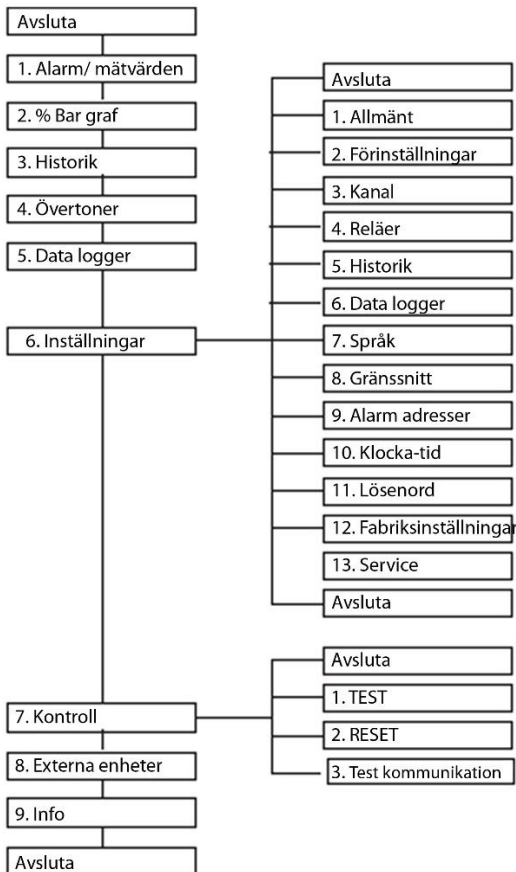 Avsluta
1. Alarm/ mätvärden
2. % Bar graf
3. Historik
4. Övertoner
5. Data logger
6. Inställningar
Avsluta
1. Allmänt
2. Förinställningar
3. Kanal
4. Reläer
5. Historik
6. Data logger
7. Språk
8. Gränssnitt
9. Alarm adresser
10. Klocka-tid
11. Lösenord
12. Fabriksinställningar
13. Service
Avsluta
7. Kontroll
Avsluta
1. TEST
2. RESET
3. Test kommunikation
8. Externa enheter
9. Info
Avsluta